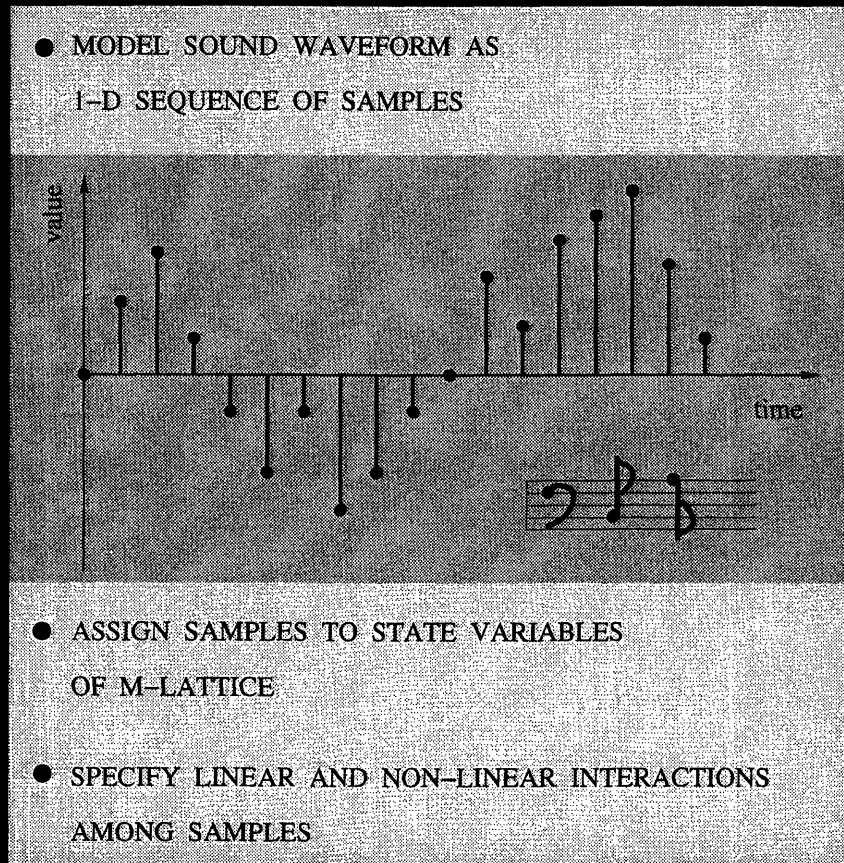 ● MODEL SOUND WAVEFORM AS
1–D SEQUENCE OF SAMPLES
value
time
● ASSIGN SAMPLES TO STATE VARIABLES
OF M–LATTICE
● SPECIFY LINEAR AND NON–LINEAR INTERACTIONS
AMONG SAMPLES